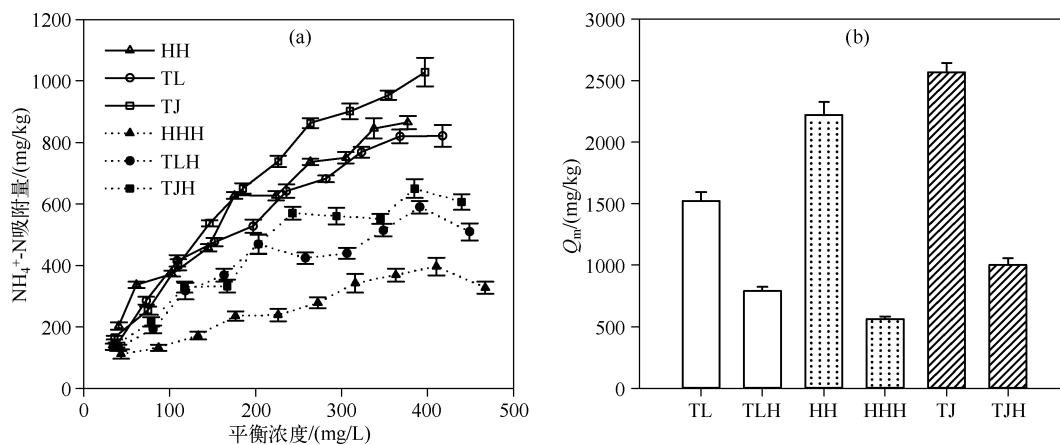 (a)
NH₄⁺-N吸附量/(mg/kg)
1200
1000
800
600
400
200
0
HH
TL
TJ
HHH
TLH
TJH
0 100 200 300 400 500
平衡浓度/(mg/L)
(b)
Qm/(mg/kg)
3000
2500
2000
1500
1000
500
0
TL TLH HH HHH TJ TJH